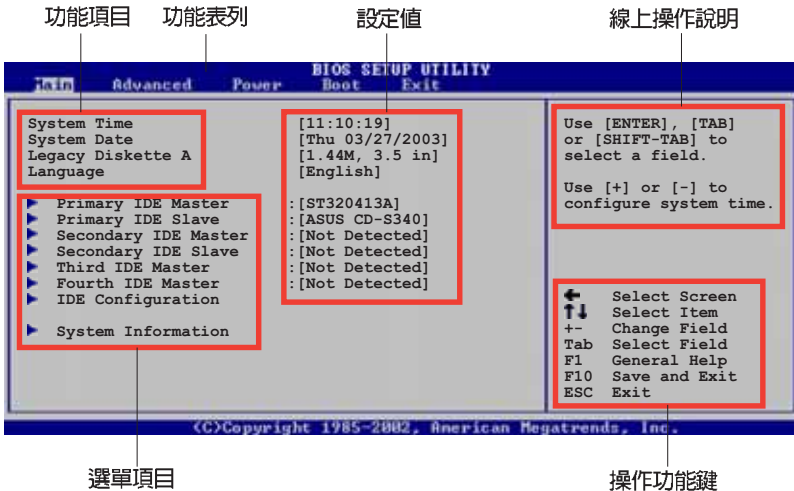 功能項目 功能表列 設定值 線上操作說明
BIOS SETUP UTILITY
Main Advanced Power Boot Exit
System Time [11:10:19]
System Date [Thu 03/27/2003]
Legacy Diskette A [1.44M, 3.5 in]
Language [English]
Primary IDE Master :[ST320413A]
Primary IDE Slave :[ASUS CD-S340]
Secondary IDE Master :[Not Detected]
Secondary IDE Slave :[Not Detected]
Third IDE Master :[Not Detected]
Fourth IDE Master :[Not Detected]
IDE Configuration
System Information
Use [ENTER], [TAB]
or [SHIFT-TAB] to
select a field.
Use [+] or [-] to
configure system time.
← Select Screen
↑↓ Select Item
+- Change Field
Tab Select Field
F1 General Help
F10 Save and Exit
ESC Exit
(C)Copyright 1985-2002, American Megatrends, Inc.
選單項目 操作功能鍵